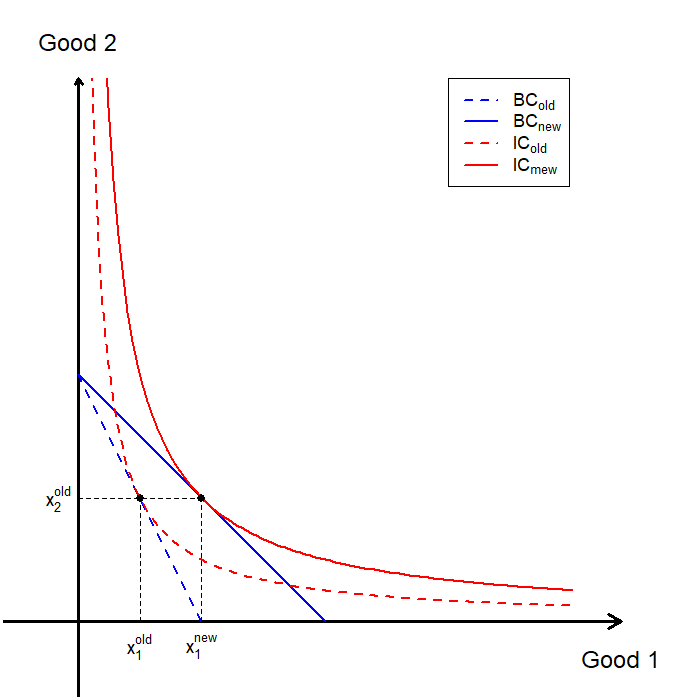 Good 2
BCold
BCnew
ICold
ICmew
x2old
x1old
x1new
Good 1